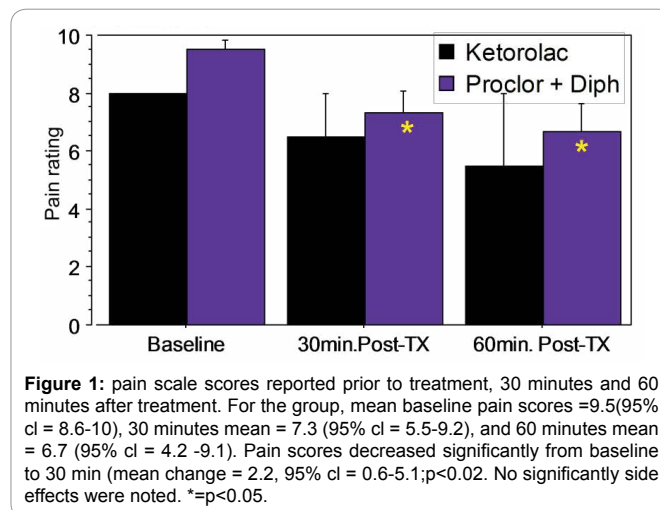 10
8
6
4
2
0
Pain rating
Ketorolac
Proclor + Diph
*
*
Baseline
30min.Post-TX
60min. Post-TX
Figure 1: pain scale scores reported prior to treatment, 30 minutes and 60
minutes after treatment. For the group, mean baseline pain scores =9.5(95%
cl = 8.6-10), 30 minutes mean = 7.3 (95% cl = 5.5-9.2), and 60 minutes mean
= 6.7 (95% cl = 4.2 -9.1). Pain scores decreased significantly from baseline
to 30 min (mean change = 2.2, 95% cl = 0.6-5.1;p<0.02. No significantly side
effects were noted. *=p<0.05.